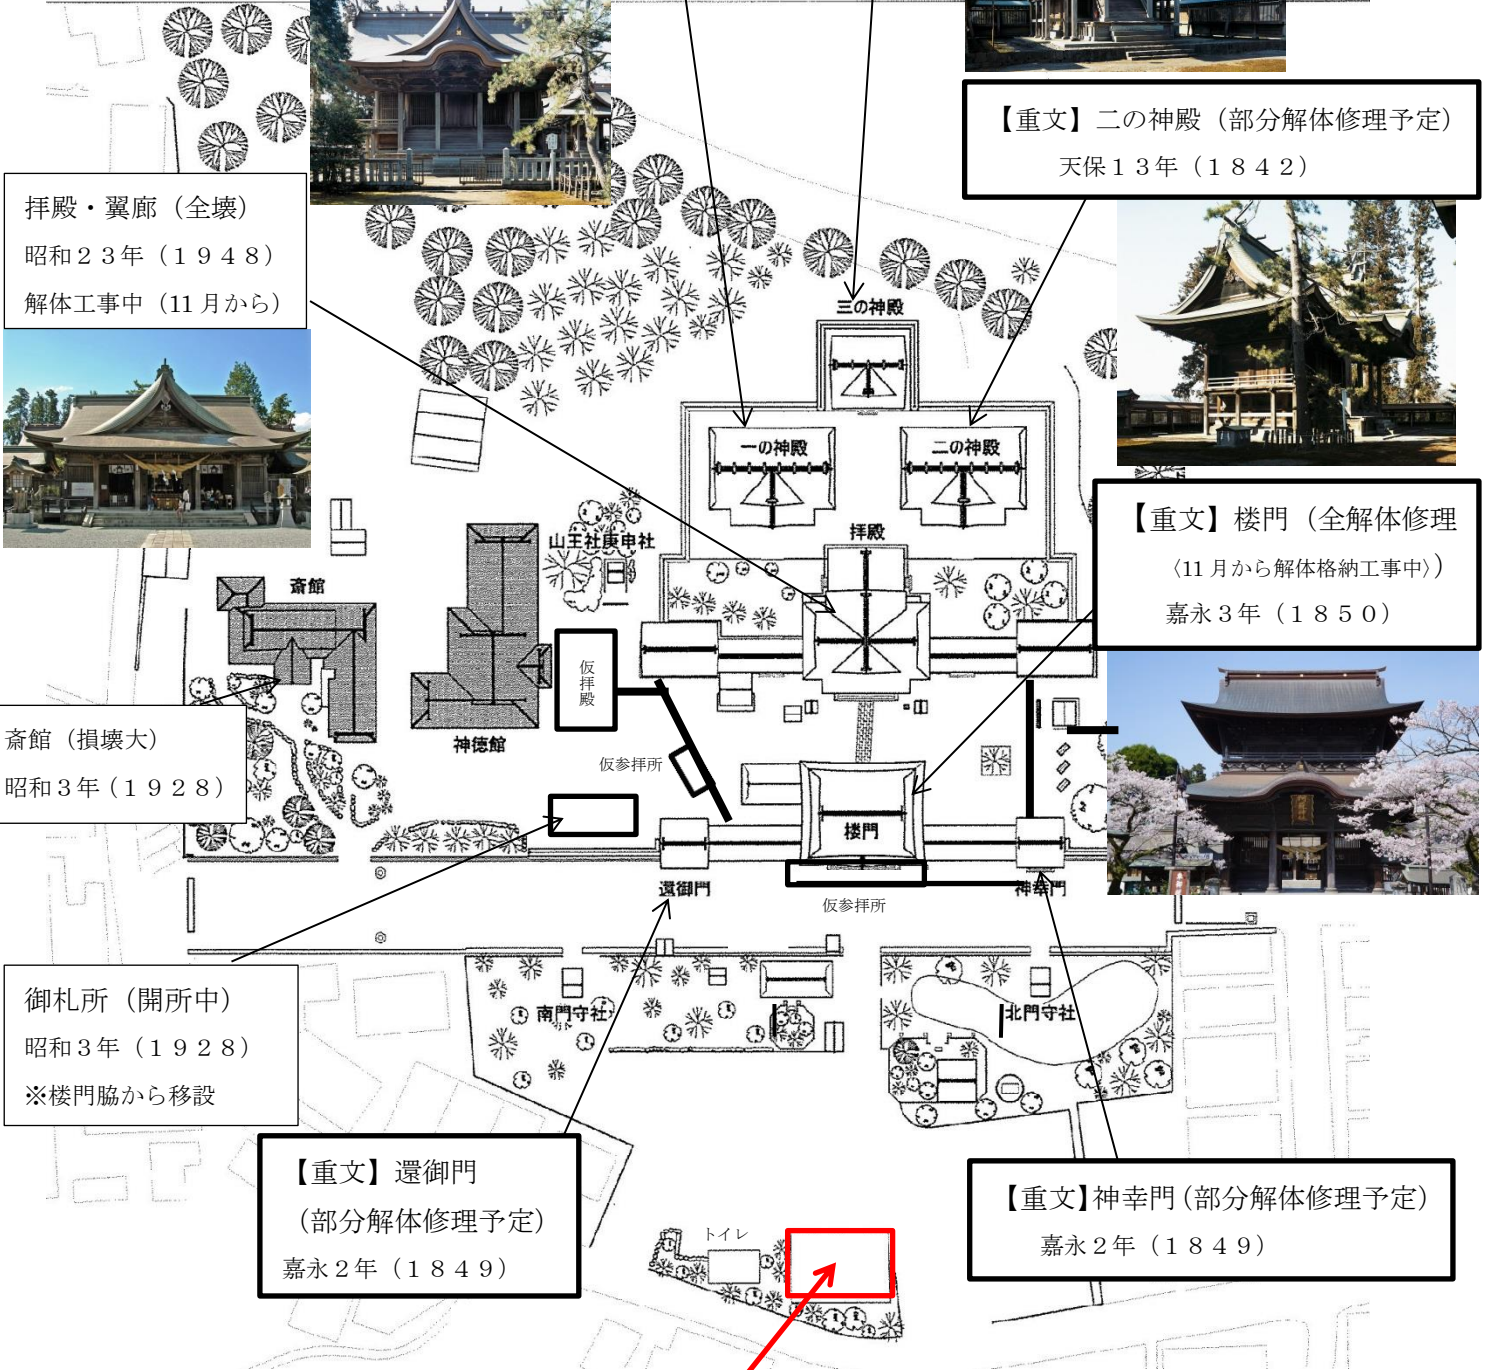 【重文】二の神殿（部分解体修理予定）
天保１３年（１８４２）
拝殿・翼廊（全壊）
昭和２３年（１９４８）
解体工事中（11月から）
三の神殿
一の神殿
二の神殿
【重文】楼門（全解体修理
〈11月から解体格納工事中〉）
嘉永３年（１８５０）
山王社庚申社
拝殿
斎館
仮拝殿
神徳館
斎館（損壊大）
昭和３年（１９２８）
仮参拝所
楼門
還御門
神幸門
仮参拝所
御札所（開所中）
昭和３年（１９２８）
※楼門脇から移設
南門守社
北門守社
【重文】還御門
（部分解体修理予定）
嘉永２年（１８４９）
【重文】神幸門（部分解体修理予定）
嘉永２年（１８４９）
トイレ